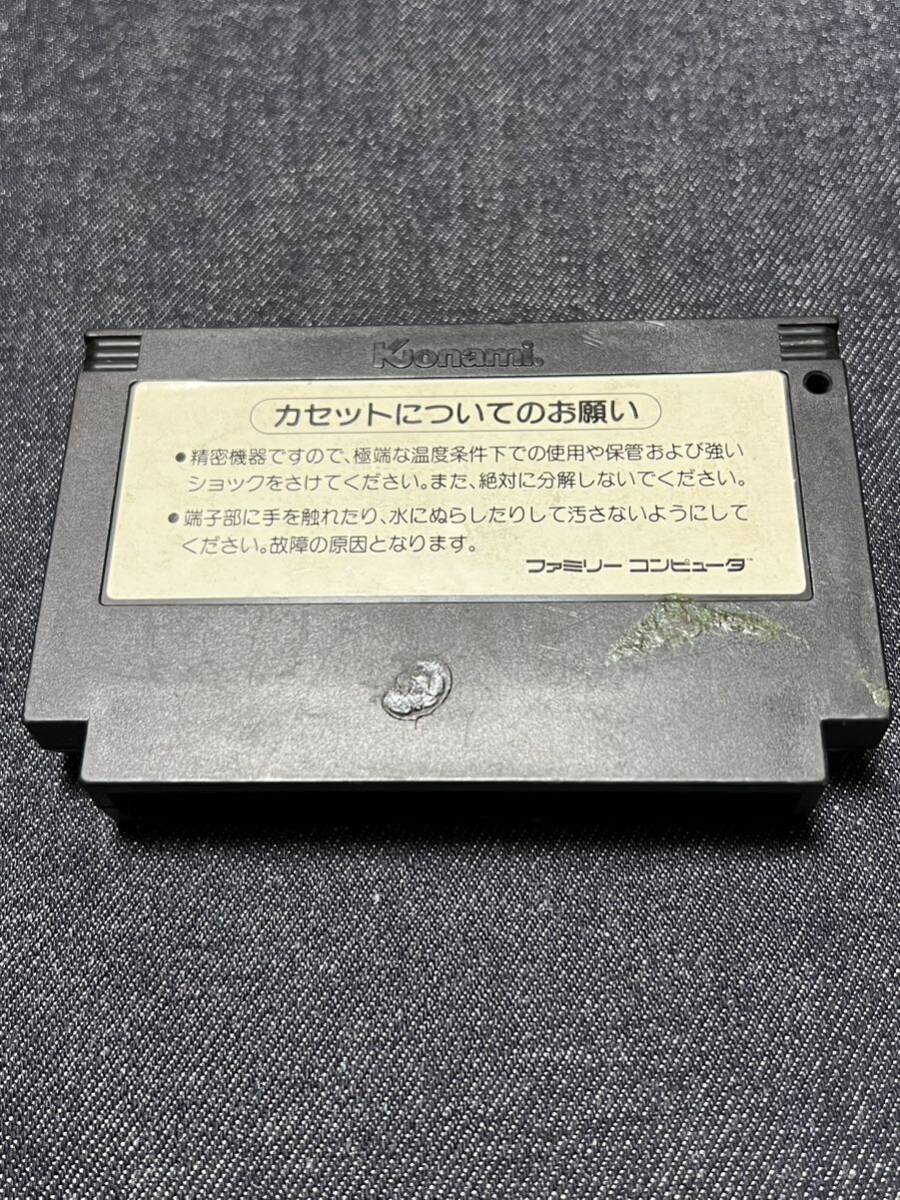 Konami.
カセットについてのお願い
●精密機器ですので、極端な温度条件下での使用や保管および強い
ショックをさけてください。また、絶対に分解しないでください。
●端子部に手を触れたり、水にぬらしたりして汚さないようにして
ください。故障の原因となります。
ファミリー コンピュータ™